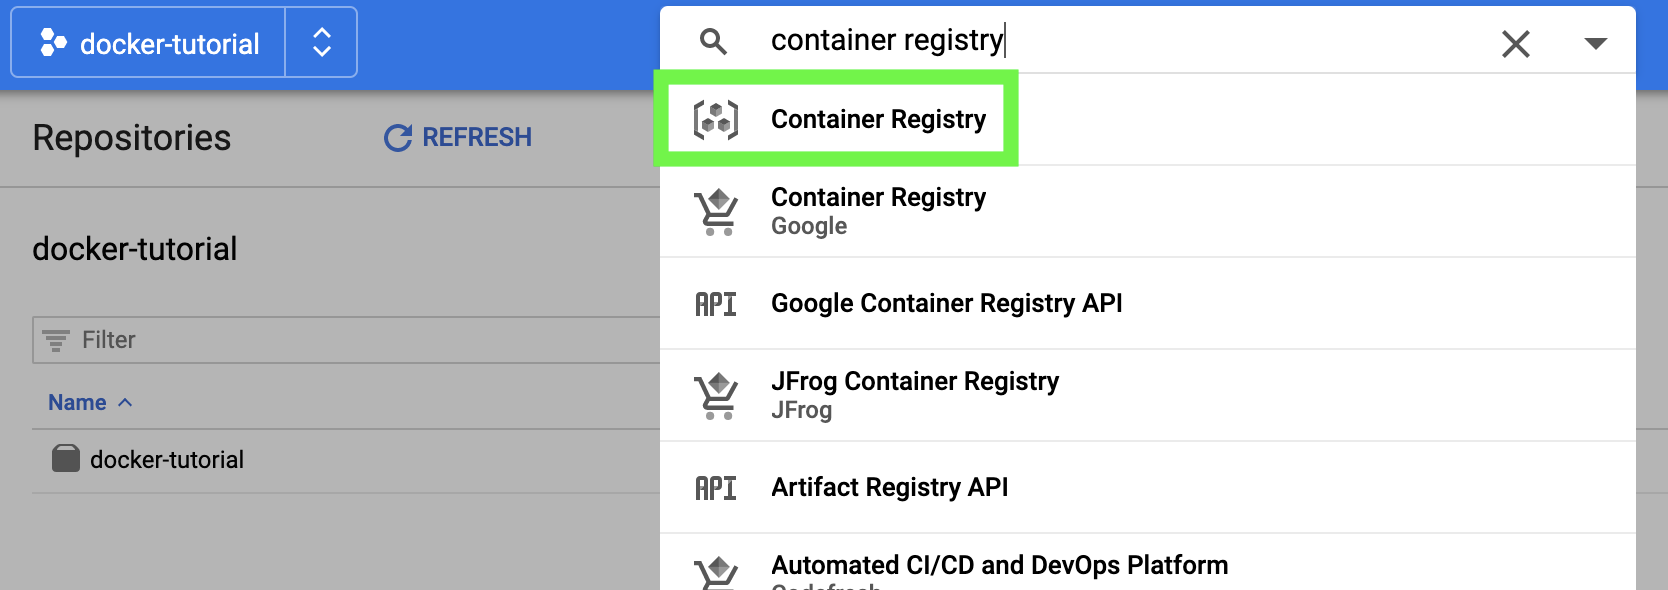 docker-tutorial
container registry
Repositories
REFRESH
Container Registry
Container Registry
Google
docker-tutorial
API Google Container Registry API
Filter
JFrog Container Registry
JFrog
Name
docker-tutorial
API Artifact Registry API
Automated CI/CD and DevOps Platform